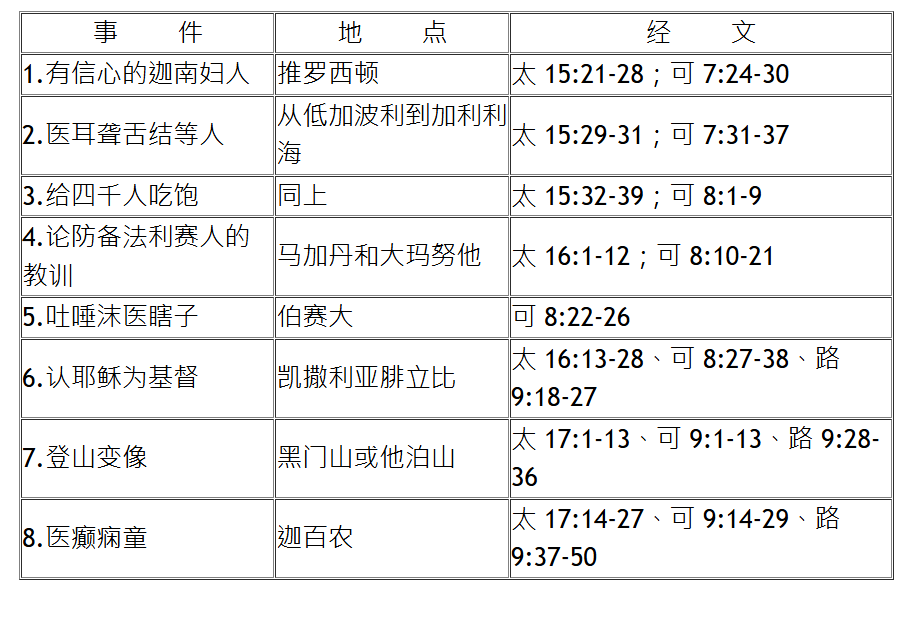 事 件 地 点 经 文
1.有信心的迦南妇人 推罗西顿 太 15:21-28；可 7:24-30
2.医耳聋舌结等人 从低加波利到加利利
海 太 15:29-31；可 7:31-37
3.给四千人吃饱 同上 太 15:32-39；可 8:1-9
4.论防备法利赛人的
教训 马加丹和大玛努他 太 16:1-12；可 8:10-21
5.吐唾沫医瞎子 伯赛大 可 8:22-26
6.认耶稣为基督 凯撒利亚腓立比 太 16:13-28、可 8:27-38、路
9:18-27
7.登山变像 黑门山或他泊山 太 17:1-13、可 9:1-13、路 9:28-
36
8.医癫痫童 迦百农 太 17:14-27、可 9:14-29、路
9:37-50